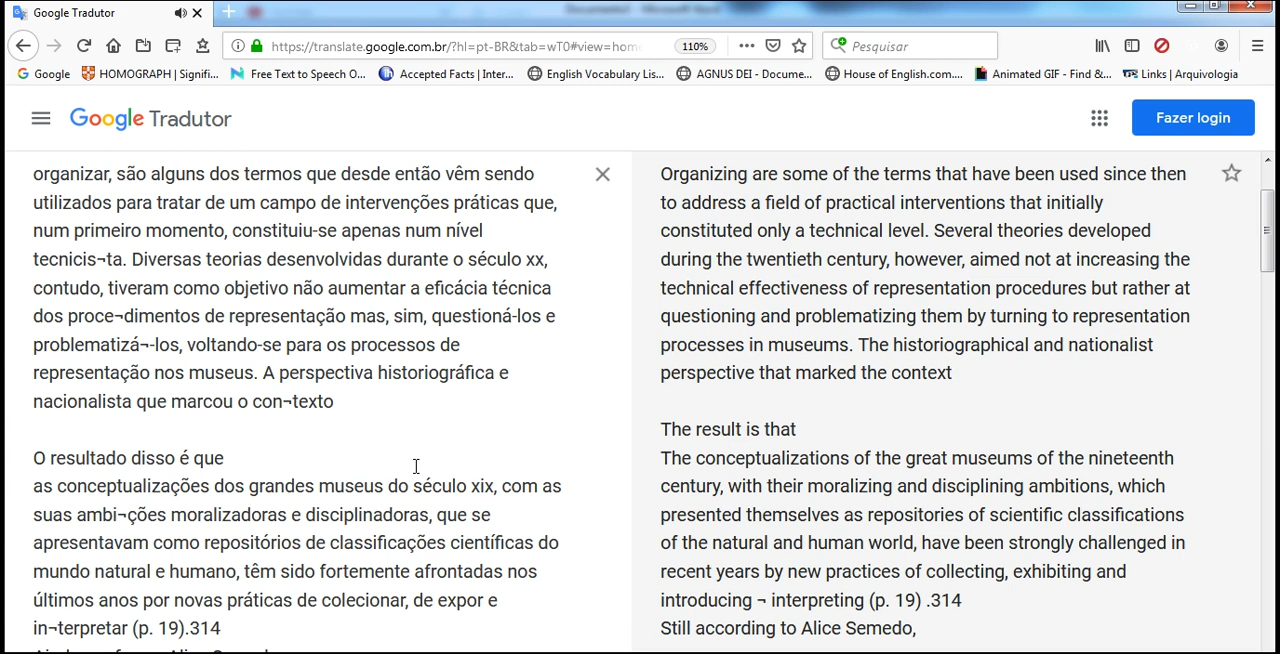 Google Tradutor
Documento1 - Microsoft Word
https://translate.google.com.br/?hl=pt-BR&tab=wT0#view=hom
110%
Pesquisar
Google
HOMOGRAPH | Signifi...
Free Text to Speech O...
Accepted Facts | Inter...
English Vocabulary Lis...
AGNUS DEI - Docume...
House of English.com....
Animated GIF - Find &...
Links | Arquivologia
Google Tradutor
Fazer login
organizar, são alguns dos termos que desde então vêm sendo
utilizados para tratar de um campo de intervenções práticas que,
num primeiro momento, constituiu-se apenas num nível
tecnicis¬ta. Diversas teorias desenvolvidas durante o século xx,
contudo, tiveram como objetivo não aumentar a eficácia técnica
dos proce¬dimentos de representação mas, sim, questioná-los e
problematizá¬-los, voltando-se para os processos de
representação nos museus. A perspectiva historiográfica e
nacionalista que marcou o con¬texto
O resultado disso é que
as conceptualizações dos grandes museus do século xix, com as
suas ambi¬ções moralizadoras e disciplinadoras, que se
apresentavam como repositórios de classificações científicas do
mundo natural e humano, têm sido fortemente afrontadas nos
últimos anos por novas práticas de colecionar, de expor e
in¬terpretar (p. 19).314
Organizing are some of the terms that have been used since then
to address a field of practical interventions that initially
constituted only a technical level. Several theories developed
during the twentieth century, however, aimed not at increasing the
technical effectiveness of representation procedures but rather at
questioning and problematizing them by turning to representation
processes in museums. The historiographical and nationalist
perspective that marked the context
The result is that
The conceptualizations of the great museums of the nineteenth
century, with their moralizing and disciplining ambitions, which
presented themselves as repositories of scientific classifications
of the natural and human world, have been strongly challenged in
recent years by new practices of collecting, exhibiting and
introducing ¬ interpreting (p. 19) .314
Still according to Alice Semedo,